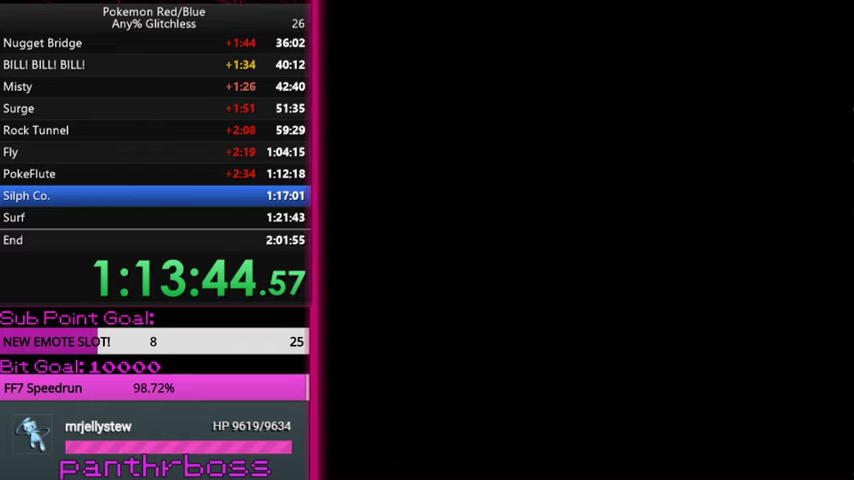 Pokemon Red/Blue
Any% Glitchless 26
Nugget Bridge +1:44 36:02
BILL! BILL! BILL! +1:34 40:12
Misty +1:26 42:40
Surge +1:51 51:35
Rock Tunnel +2:08 59:29
Fly +2:19 1:04:15
PokeFlute +2:34 1:12:18
Silph Co. 1:17:01
Surf 1:21:43
End 2:01:55
1:13:44.57
Sub Point Goal:
NEW EMOTE SLOT! 8 25
Bit Goal: 10000
FF7 Speedrun 98.72%
mrjellystew HP 9619/9634
panthrboss